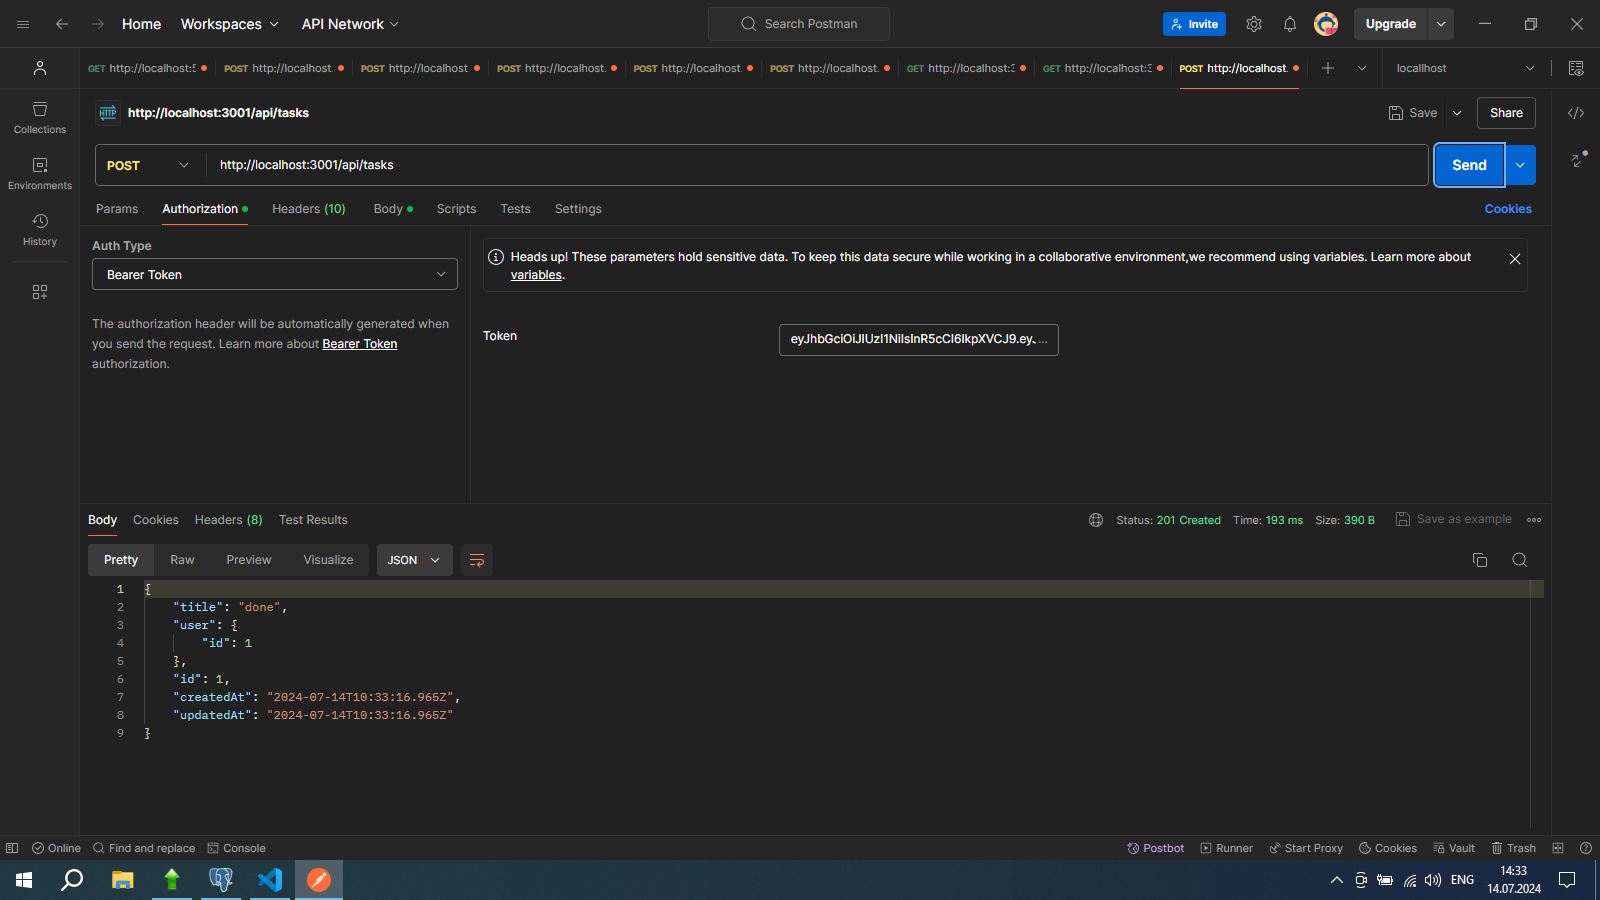 Home
Workspaces
API Network
Search Postman
Invite
Upgrade
GET http://localhost:5
POST http://localhost.
POST http://localhost
POST http://localhost.
POST http://localhost.
POST http://localhost.
GET http://localhost:3
GET http://localhost:3
POST http://localhost.
localhost
Collections
Environments
History
HTTP
http://localhost:3001/api/tasks
Save
Share
POST
http://localhost:3001/api/tasks
Send
Params
Authorization
Headers (10)
Body
Scripts
Tests
Settings
Cookies
Auth Type
Bearer Token
The authorization header will be automatically generated when
you send the request. Learn more about Bearer Token
authorization.
Heads up! These parameters hold sensitive data. To keep this data secure while working in a collaborative environment,we recommend using variables. Learn more about
variables.
Token
eyJhbGciOiJIUzI1NiIsInR5cCI6IkpXVCJ9.ey.…
Body
Cookies
Headers (8)
Test Results
Status: 201 Created
Time: 193 ms
Size: 390 B
Save as example
Pretty
Raw
Preview
Visualize
JSON
1 {
2 "title": "done",
3 "user": {
4 "id": 1
5 },
6 "id": 1,
7 "createdAt": "2024-07-14T10:33:16.965Z",
8 "updatedAt": "2024-07-14T10:33:16.965Z"
9 }
Online
Find and replace
Console
Postbot
Runner
Start Proxy
Cookies
Vault
Trash
ENG
14:33
14.07.2024